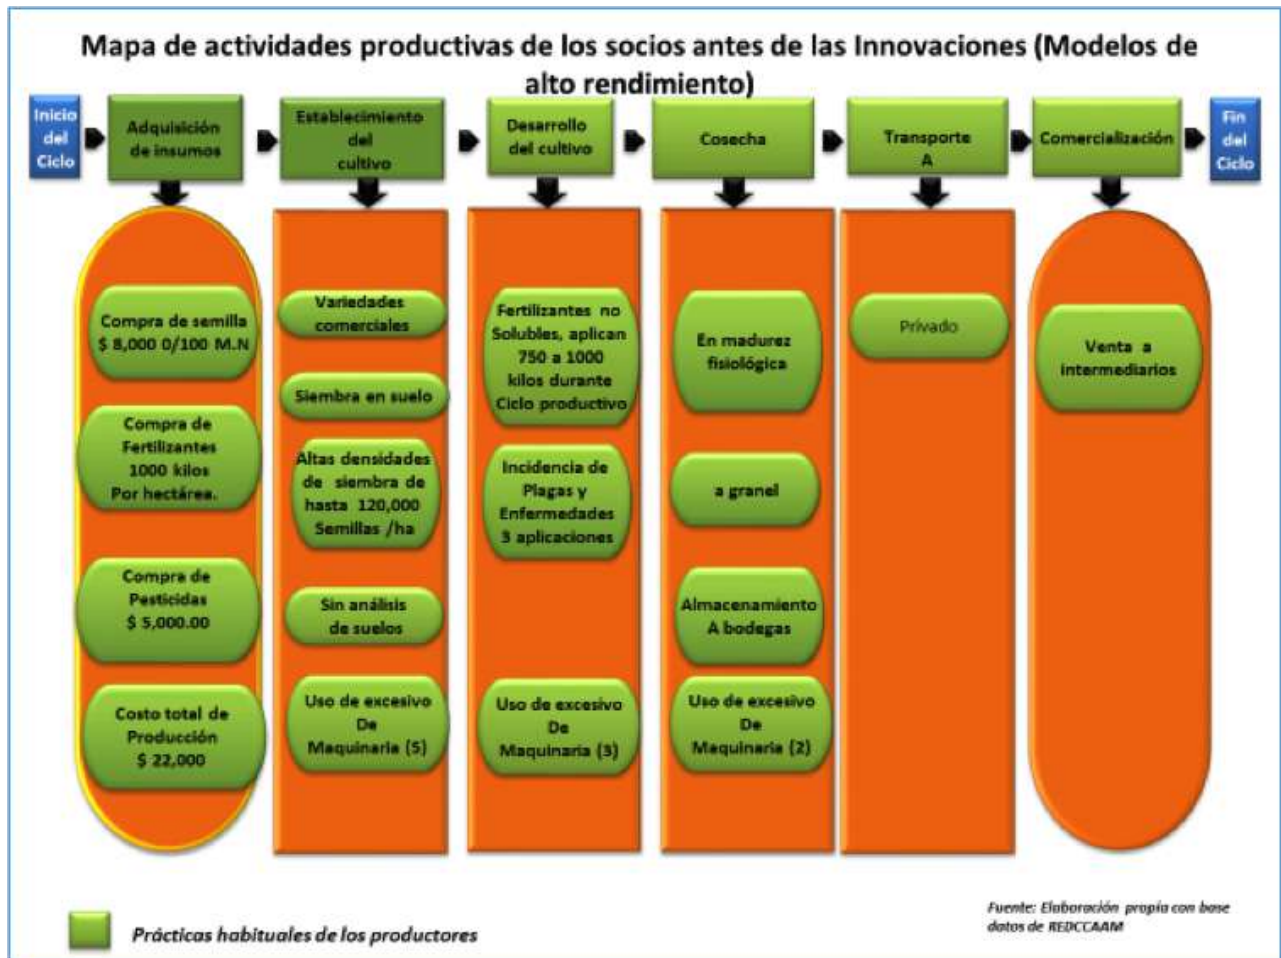 Mapa de actividades productivas de los socios antes de las Innovaciones (Modelos de
alto rendimiento)
Inicio
del
Ciclo
Adquisición
de insumos
Establecimiento
del
cultivo
Desarrollo
del cultivo
Cosecha
Transporte
A
Comercialización
Fin
del
Ciclo
Compra de semilla
$ 8,000 0/100 M.N
Compra de
Fertilizantes
1000 kilos
Por hectárea.
Compra de
Pesticidas
$ 5,000.00
Costo total de
Producción
$ 22,000
Variedades
comerciales
Siembra en suelo
Altas densidades
de siembra de
hasta 120,000
Semillas /ha
Sin análisis
de suelos
Uso de excesivo
De
Maquinaria (5)
Fertilizantes no
Solubles, aplican
750 a 1000
kilos durante
Ciclo productivo
Incidencia de
Plagas y
Enfermedades
3 aplicaciones
Uso de excesivo
De
Maquinaria (3)
En madurez
fisiológica
a granel
Almacenamiento
A bodegas
Uso de excesivo
De
Maquinaria (2)
Privado
Venta a
intermediarios
Prácticas habituales de los productores
Fuente: Elaboración propia con base
datos de REDCCAAM